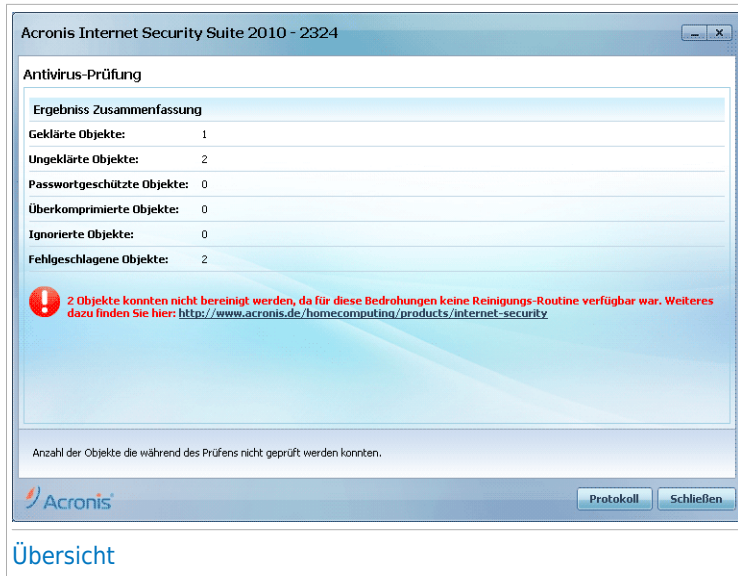 Acronis Internet Security Suite 2010 - 2324
Antivirus-Prüfung
Ergebniss Zusammenfassung
Geklärte Objekte: 1
Ungeklärte Objekte: 2
Passwortgeschützte Objekte: 0
Überkomprimierte Objekte: 0
Ignorierte Objekte: 0
Fehlgeschlagene Objekte: 2
2 Objekte konnten nicht bereinigt werden, da für diese Bedrohungen keine Reinigungs-Routine verfügbar war. Weiteres
dazu finden Sie hier: http://www.acronis.de/homecomputing/products/internet-security
Anzahl der Objekte die während des Prüfens nicht geprüft werden konnten.
Acronis
Protokoll Schließen
Übersicht